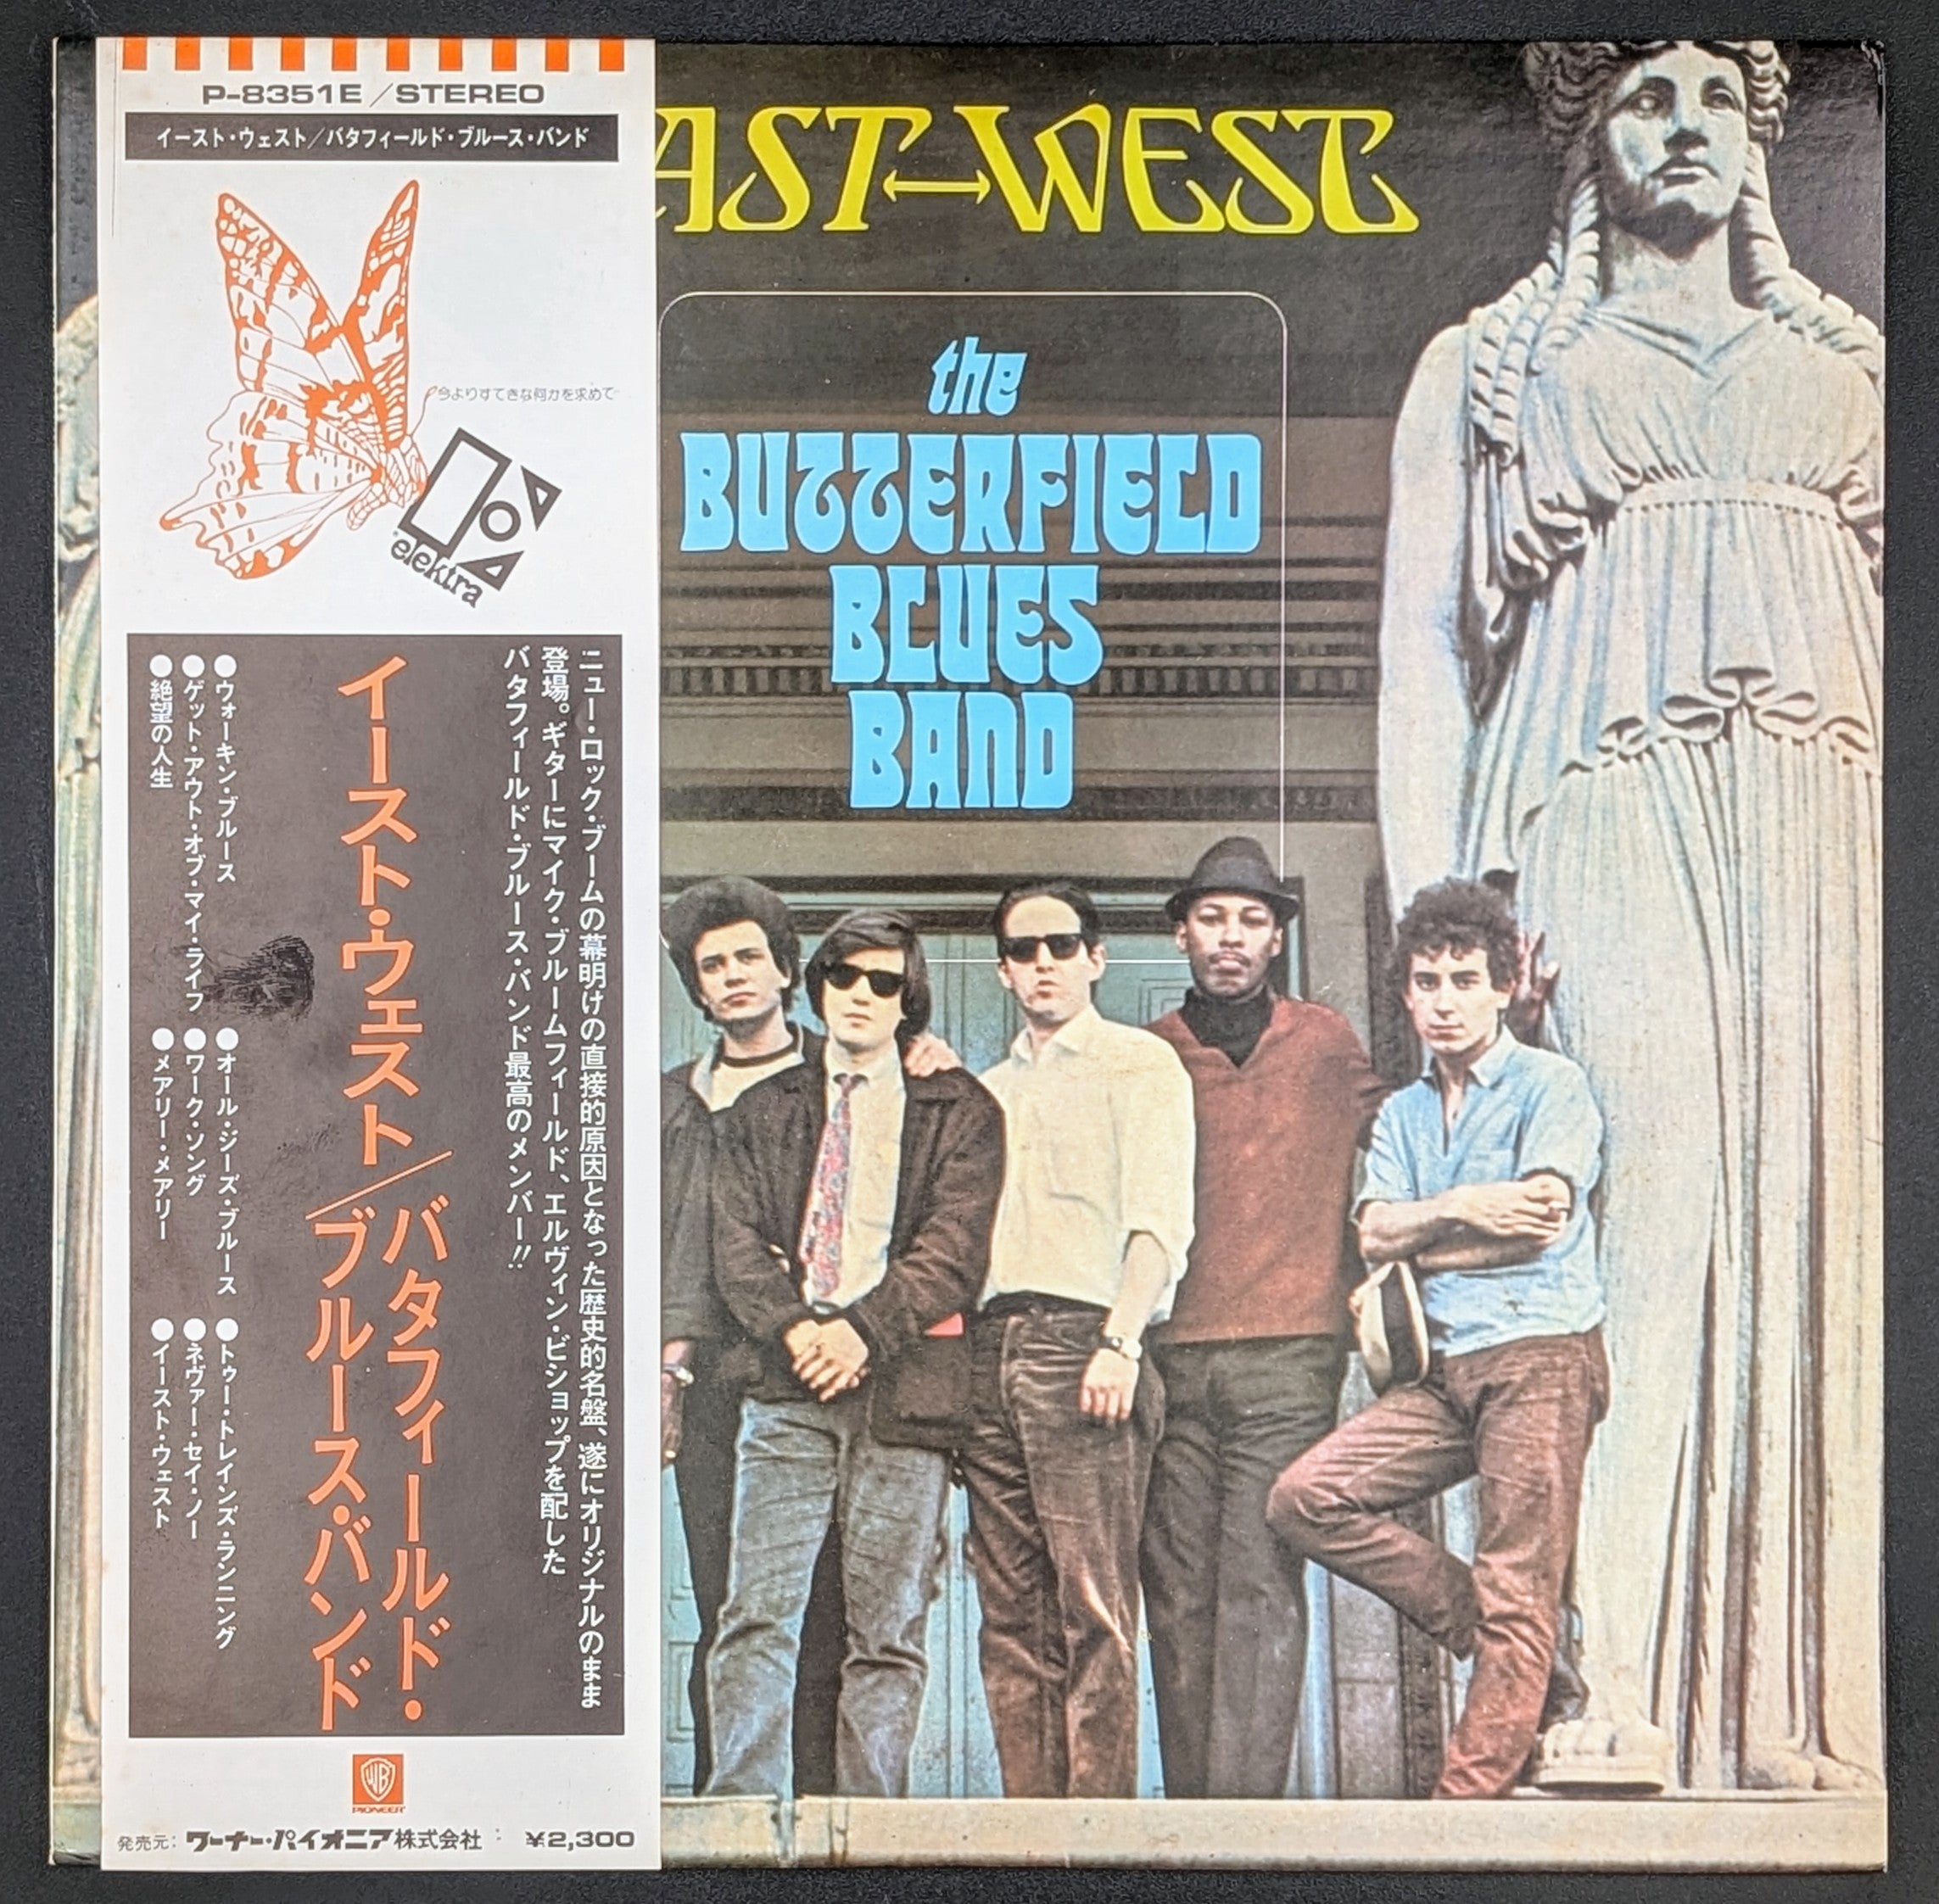 P-8351E/STEREO
イースト・ウェスト/バタフィールド・ブルース・バンド
今よりすてきな何かを求めて
elektra
ニュー・ロック・ブームの幕明けの直接的原因となった歴史的名盤、遂にオリジナルのまま
登場。ギターにマイク・ブルームフィールド、エルヴィン・ビショップを配した
バタフィールド・ブルース・バンド最高のメンバー!!
イースト・ウェスト/バタフィールド・
ブルース・バンド
●ウォーキン・ブルース
●ゲット・アウト・オブ・マイ・ライフ
●絶望の人生
●オール・ジーズ・ブルース
●ワーク・ソング
●メアリー・メアリー
●トゥー・トレインズ・ランニング
●ネヴァー・セイ・ノー
●イースト・ウェスト
WB
PIONEER
発売元:ワーナー・パイオニア株式会社 ¥2,300
AST↔WEST
the
BUTTERFIELD
BLUES
BAND